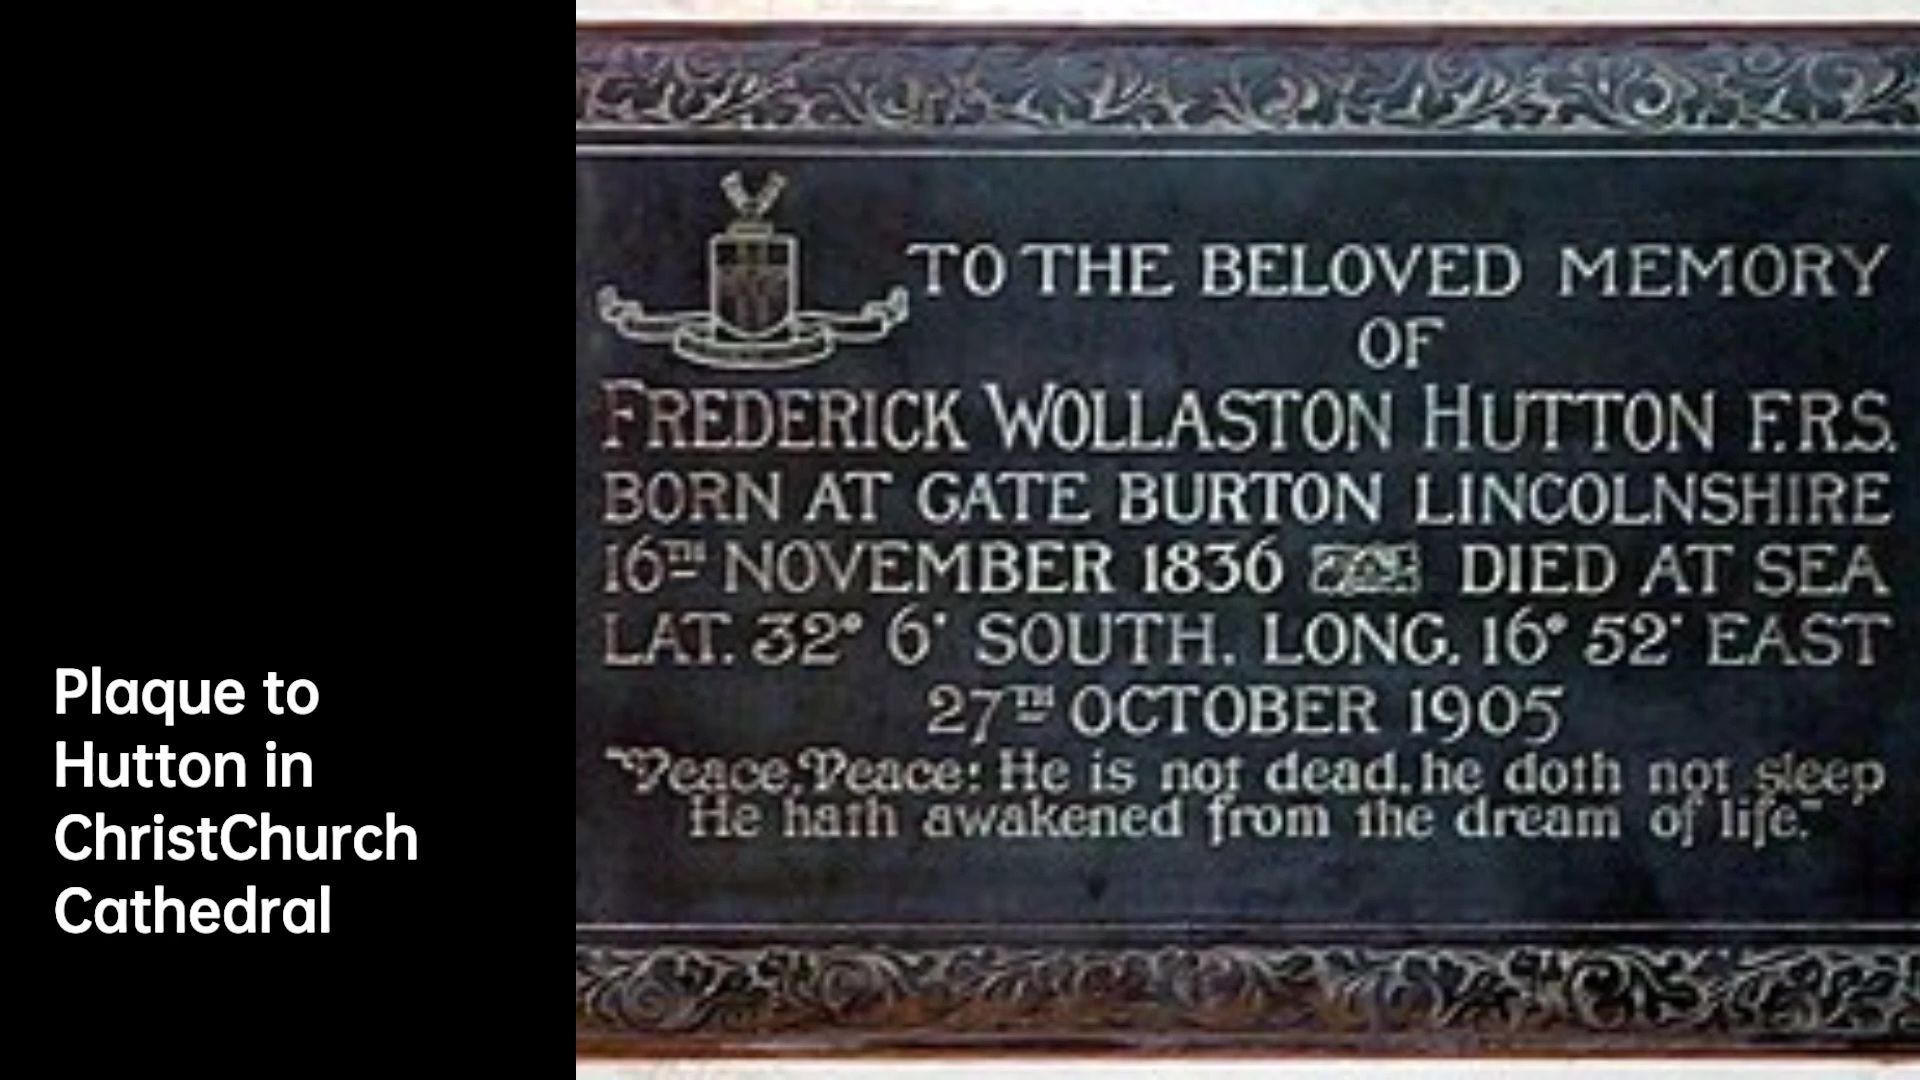 Plaque to
Hutton in
ChristChurch
Cathedral
TO THE BELOVED MEMORY
OF
FREDERICK WOLLASTON HUTTON F.R.S.
BORN AT GATE BURTON LINCOLNSHIRE
16TH NOVEMBER 1836 DIED AT SEA
LAT. 32° 6' SOUTH. LONG. 16° 52' EAST
27TH OCTOBER 1905
"Peace, Peace: He is not dead, he doth not sleep
He hath awakened from the dream of life."